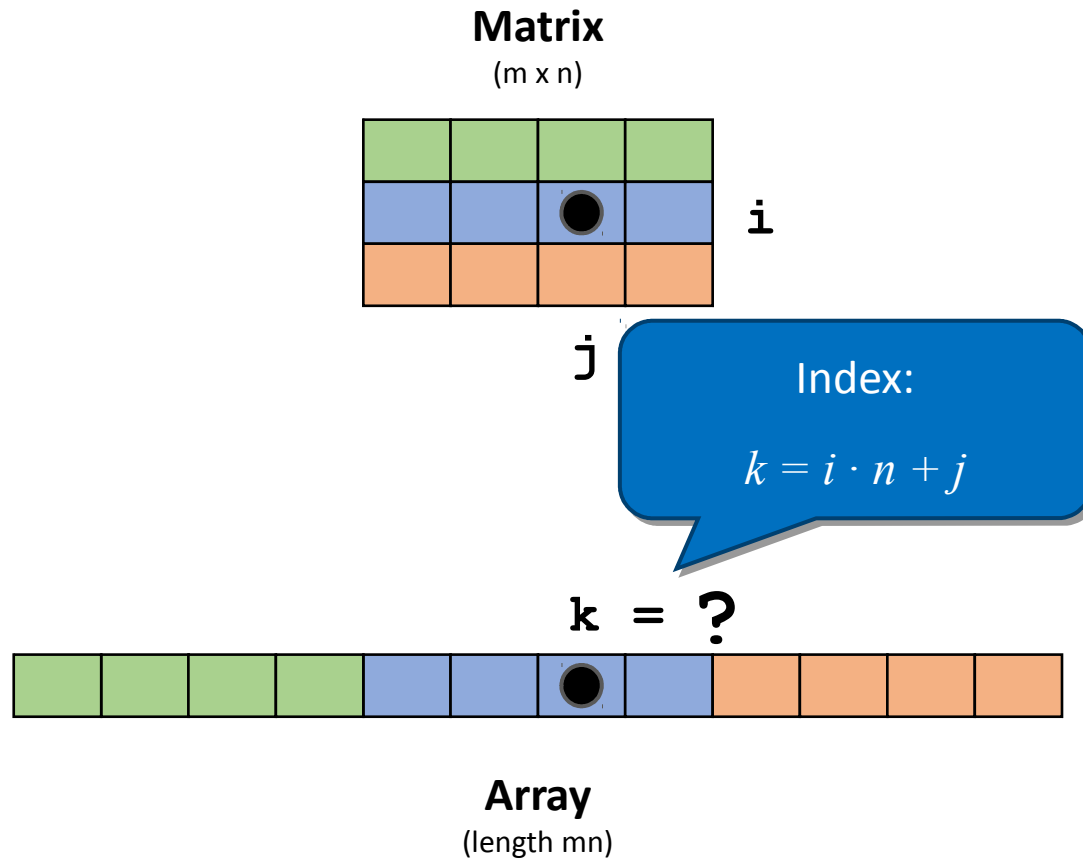 Matrix
(m x n)
i
j
Index:
k = i · n + j
k = ?
Array
(length mn)